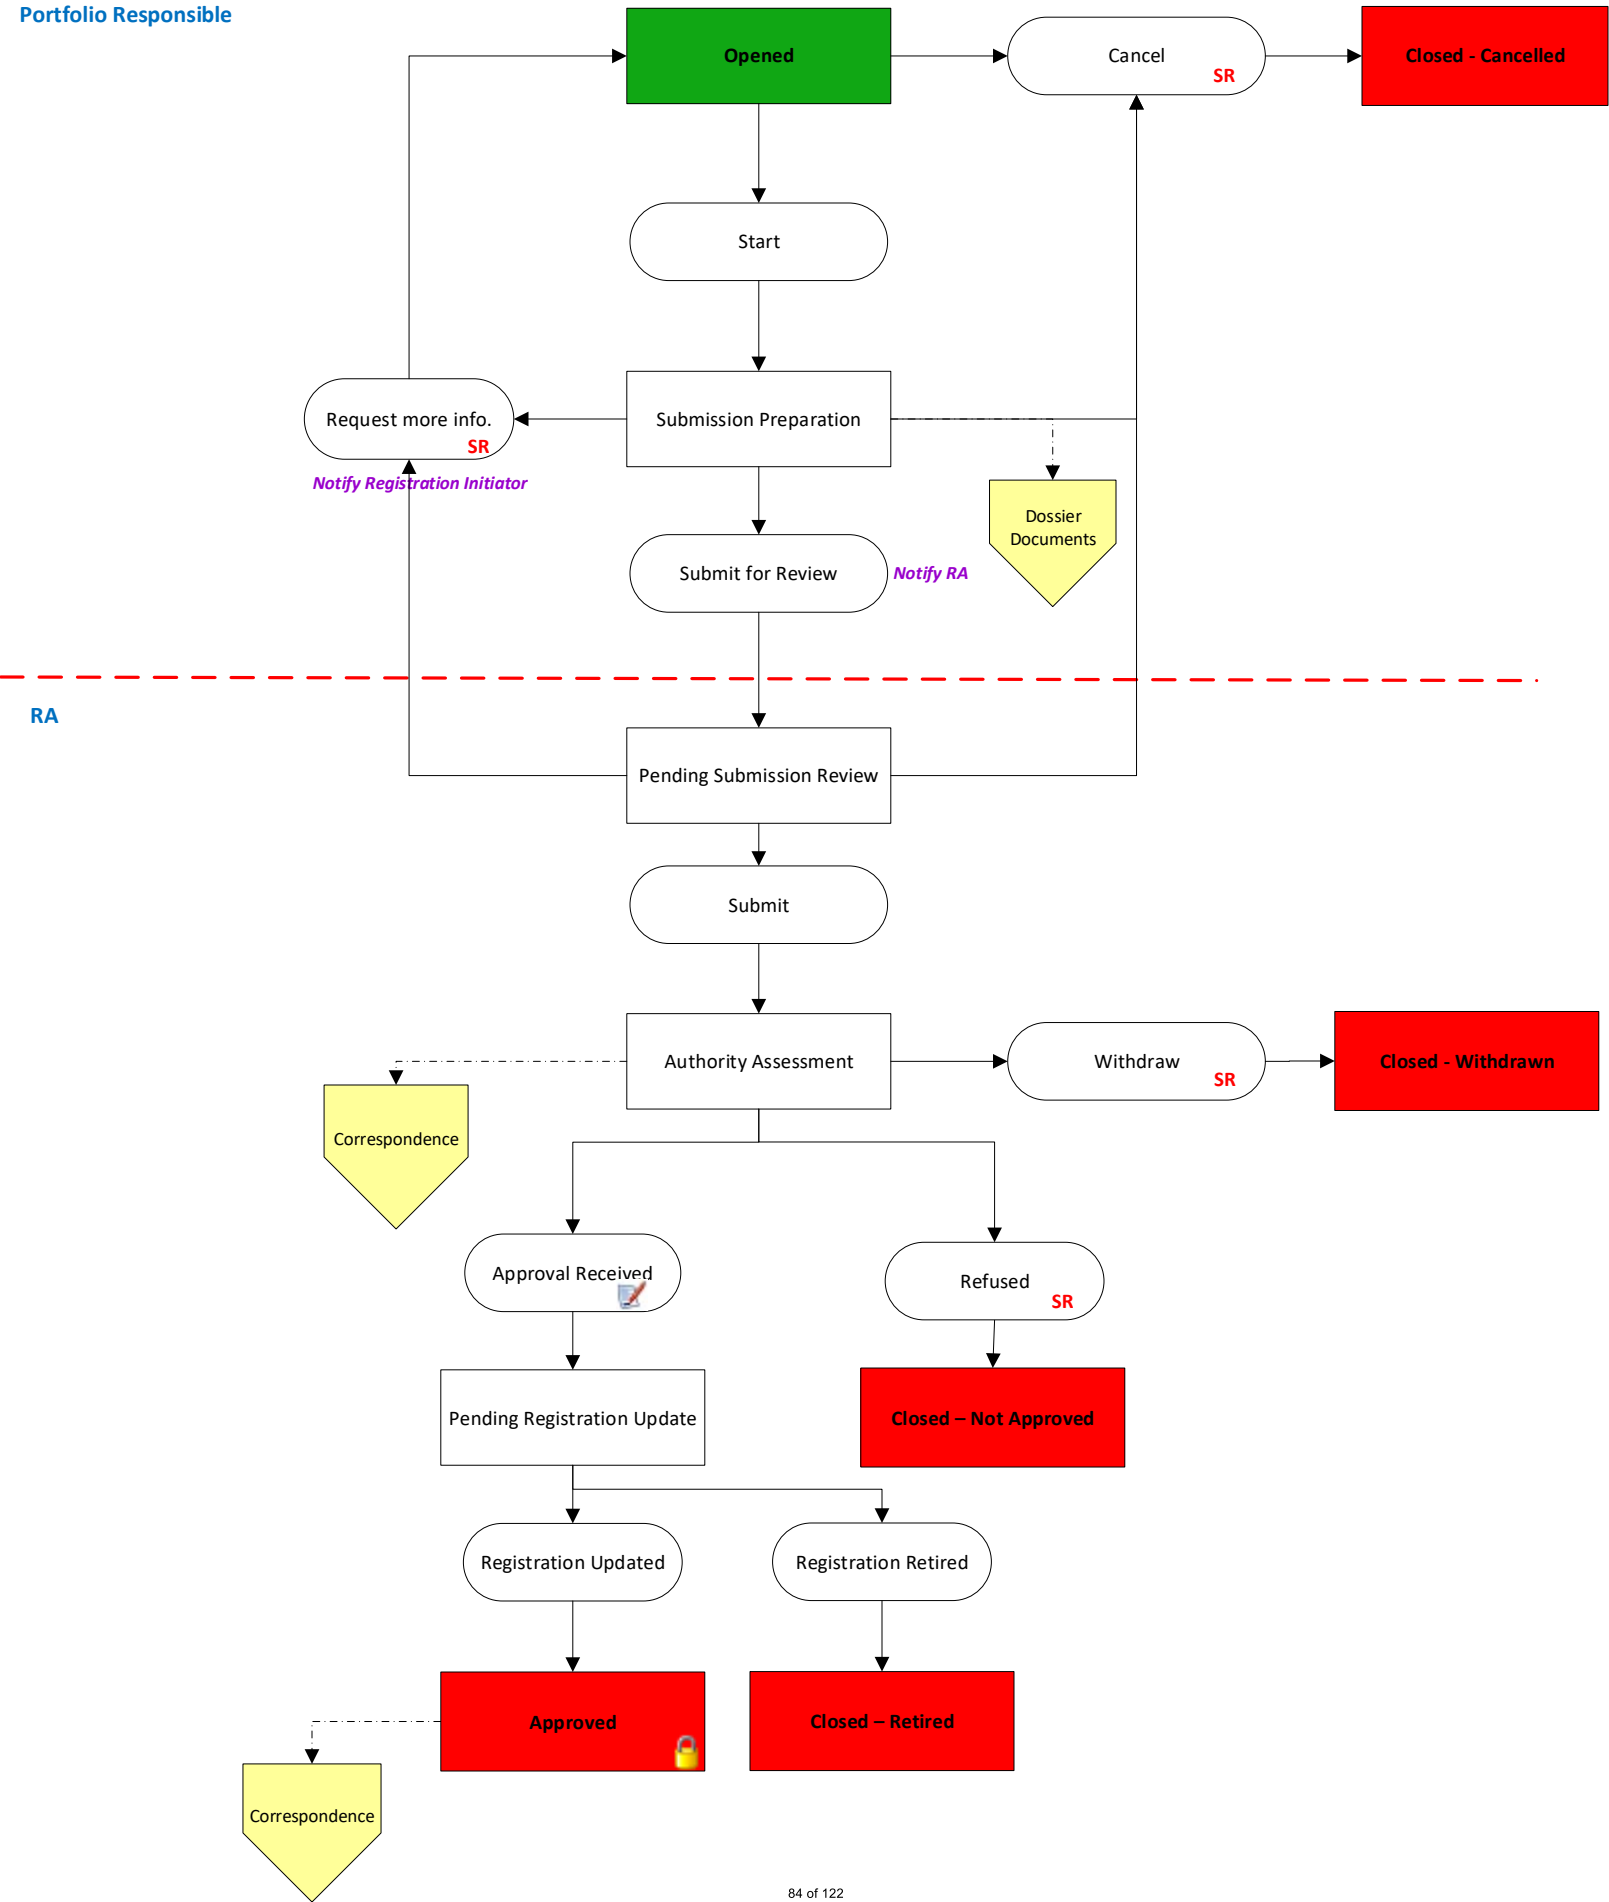 Portfolio Responsible
Opened
Cancel
SR
Closed - Cancelled
Start
Request more info.
SR
Submission Preparation
Notify Registration Initiator
Dossier
Documents
Submit for Review
Notify RA
RA
Pending Submission Review
Submit
Authority Assessment
Withdraw
SR
Closed - Withdrawn
Correspondence
Approval Received
Refused
SR
Pending Registration Update
Closed – Not Approved
Registration Updated
Registration Retired
Approved
Closed – Retired
Correspondence
84 of 122